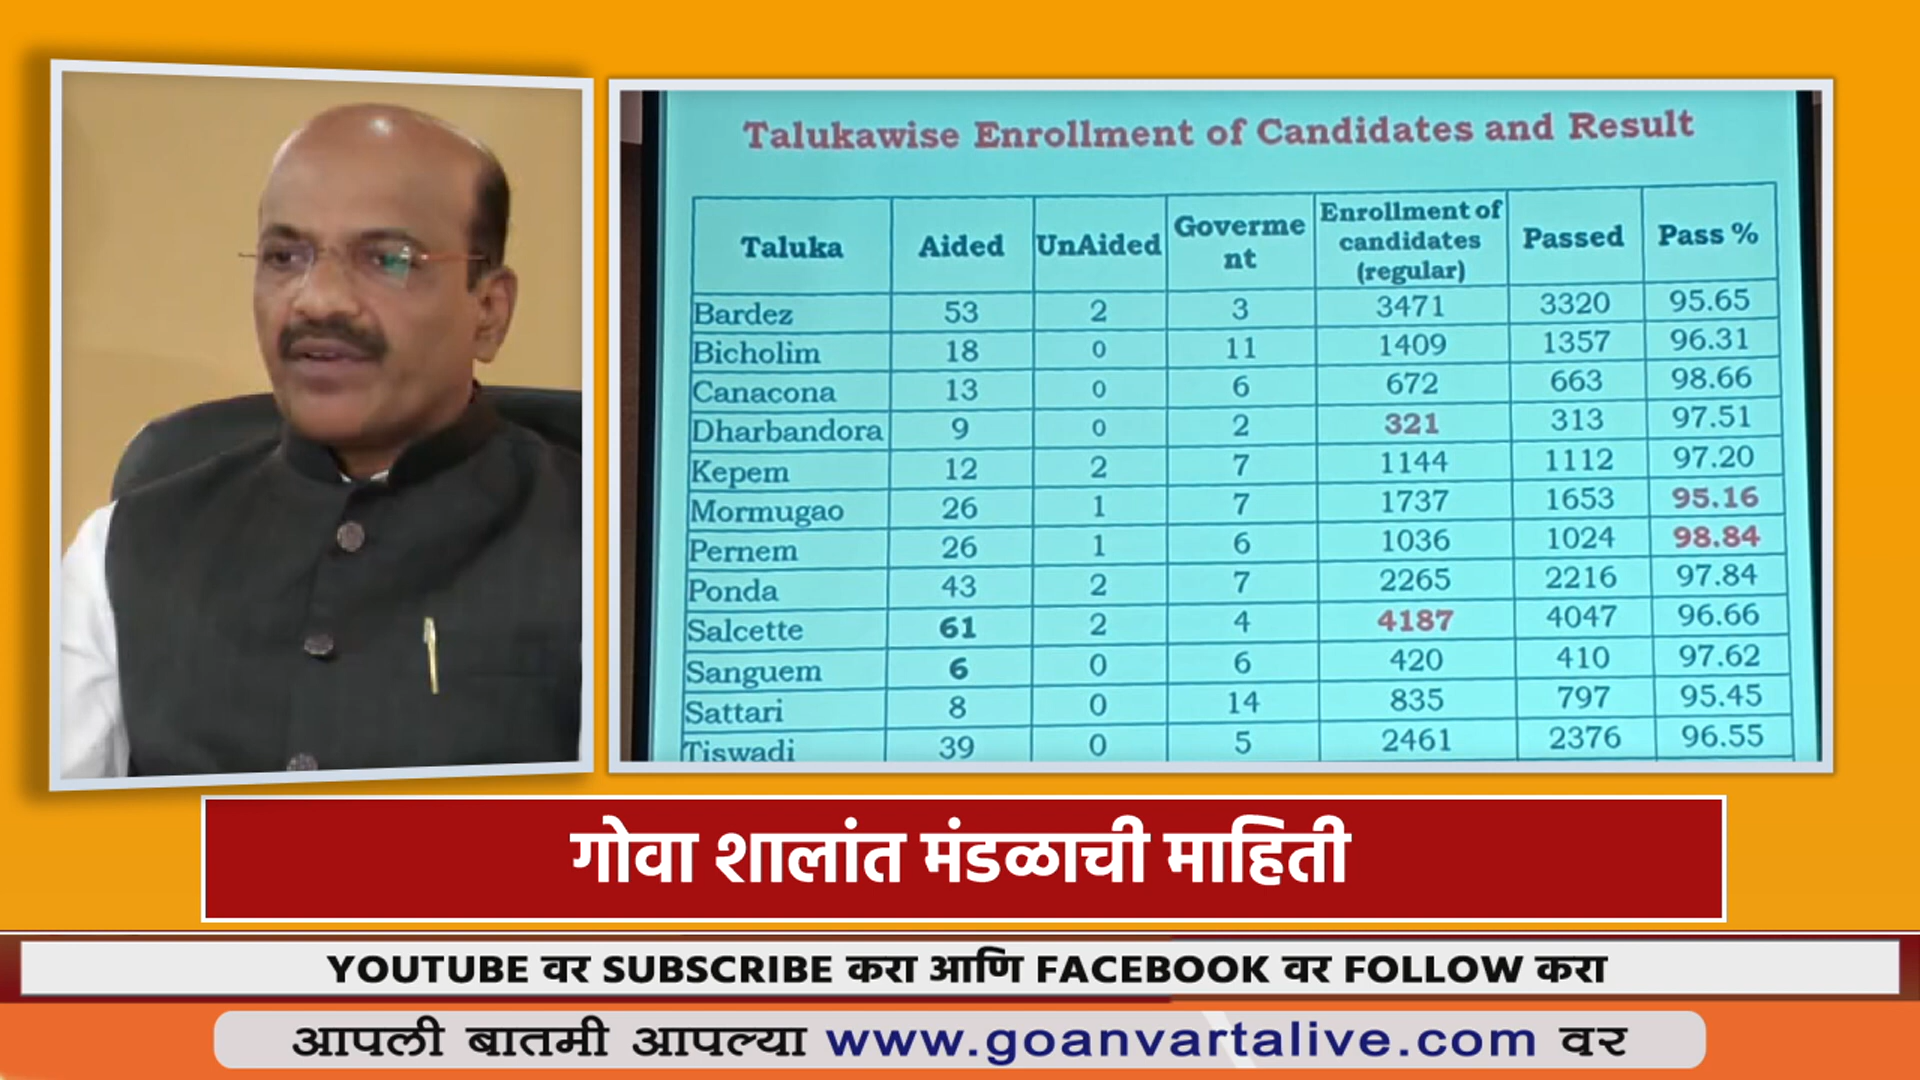 Talukawise Enrollment of Candidates and Result
Taluka Aided UnAided Governme nt Enrollment of candidates (regular) Passed Pass %
Bardez 53 2 3 3471 3320 95.65
Bicholim 18 0 11 1409 1357 96.31
Canacona 13 0 6 672 663 98.66
Dharbandora 9 0 2 321 313 97.51
Kepem 12 2 7 1144 1112 97.20
Mormugao 26 1 7 1737 1653 95.16
Pernem 26 1 6 1036 1024 98.84
Ponda 43 2 7 2265 2216 97.84
Salcette 61 2 4 4187 4047 96.66
Sanguem 6 0 6 420 410 97.62
Sattari 8 0 14 835 797 95.45
Tiswadi 39 0 5 2461 2376 96.55
गोवा शालांत मंडळाची माहिती
YOUTUBE वर SUBSCRIBE करा आणि FACEBOOK वर FOLLOW करा
आपली बातमी आपल्या www.goanvartalive.com वर